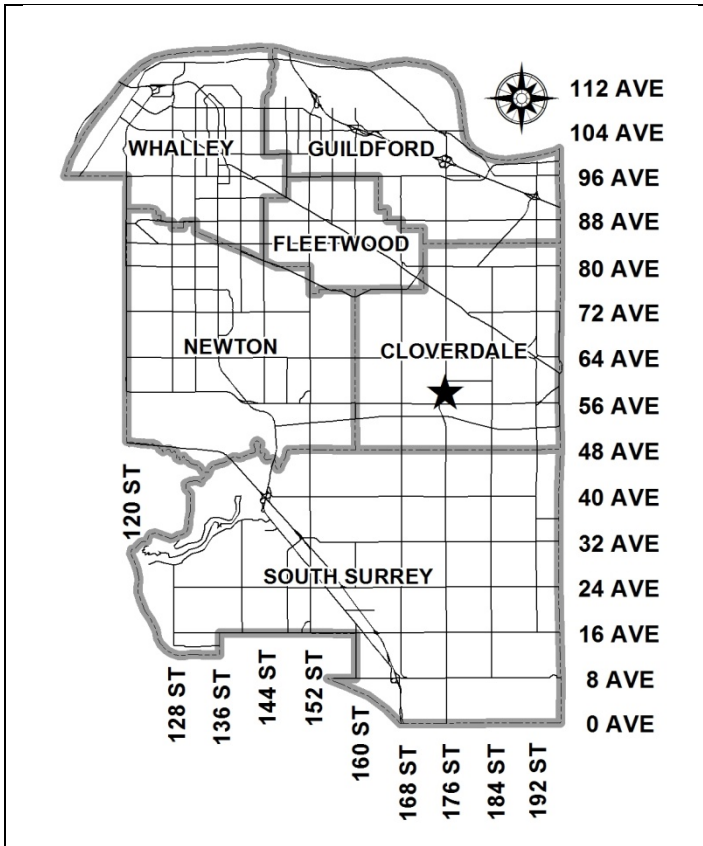 112 AVE
104 AVE
WHALLEY
GUILDFORD
96 AVE
88 AVE
FLEETWOOD
80 AVE
72 AVE
NEWTON
CLOVERDALE
64 AVE
56 AVE
48 AVE
120 ST
40 AVE
32 AVE
SOUTH SURREY
24 AVE
16 AVE
8 AVE
0 AVE
128 ST
136 ST
144 ST
152 ST
160 ST
168 ST
176 ST
184 ST
192 ST